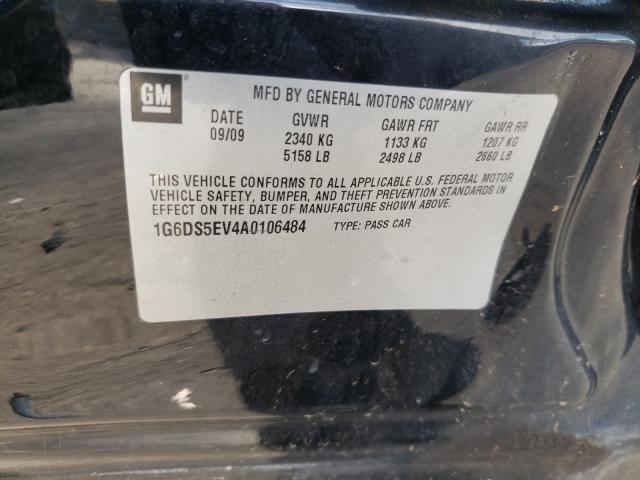 GM
MFD BY GENERAL MOTORS COMPANY
DATE GVWR GAWR FRT GAWR RR
09/09 2340 KG 1133 KG 1207 KG
5158 LB 2498 LB 2660 LB
THIS VEHICLE CONFORMS TO ALL APPLICABLE U.S. FEDERAL MOTOR
VEHICLE SAFETY, BUMPER, AND THEFT PREVENTION STANDARDS IN
EFFECT ON THE DATE OF MANUFACTURE SHOWN ABOVE.
1G6DS5EV4A0106484 TYPE: PASS CAR